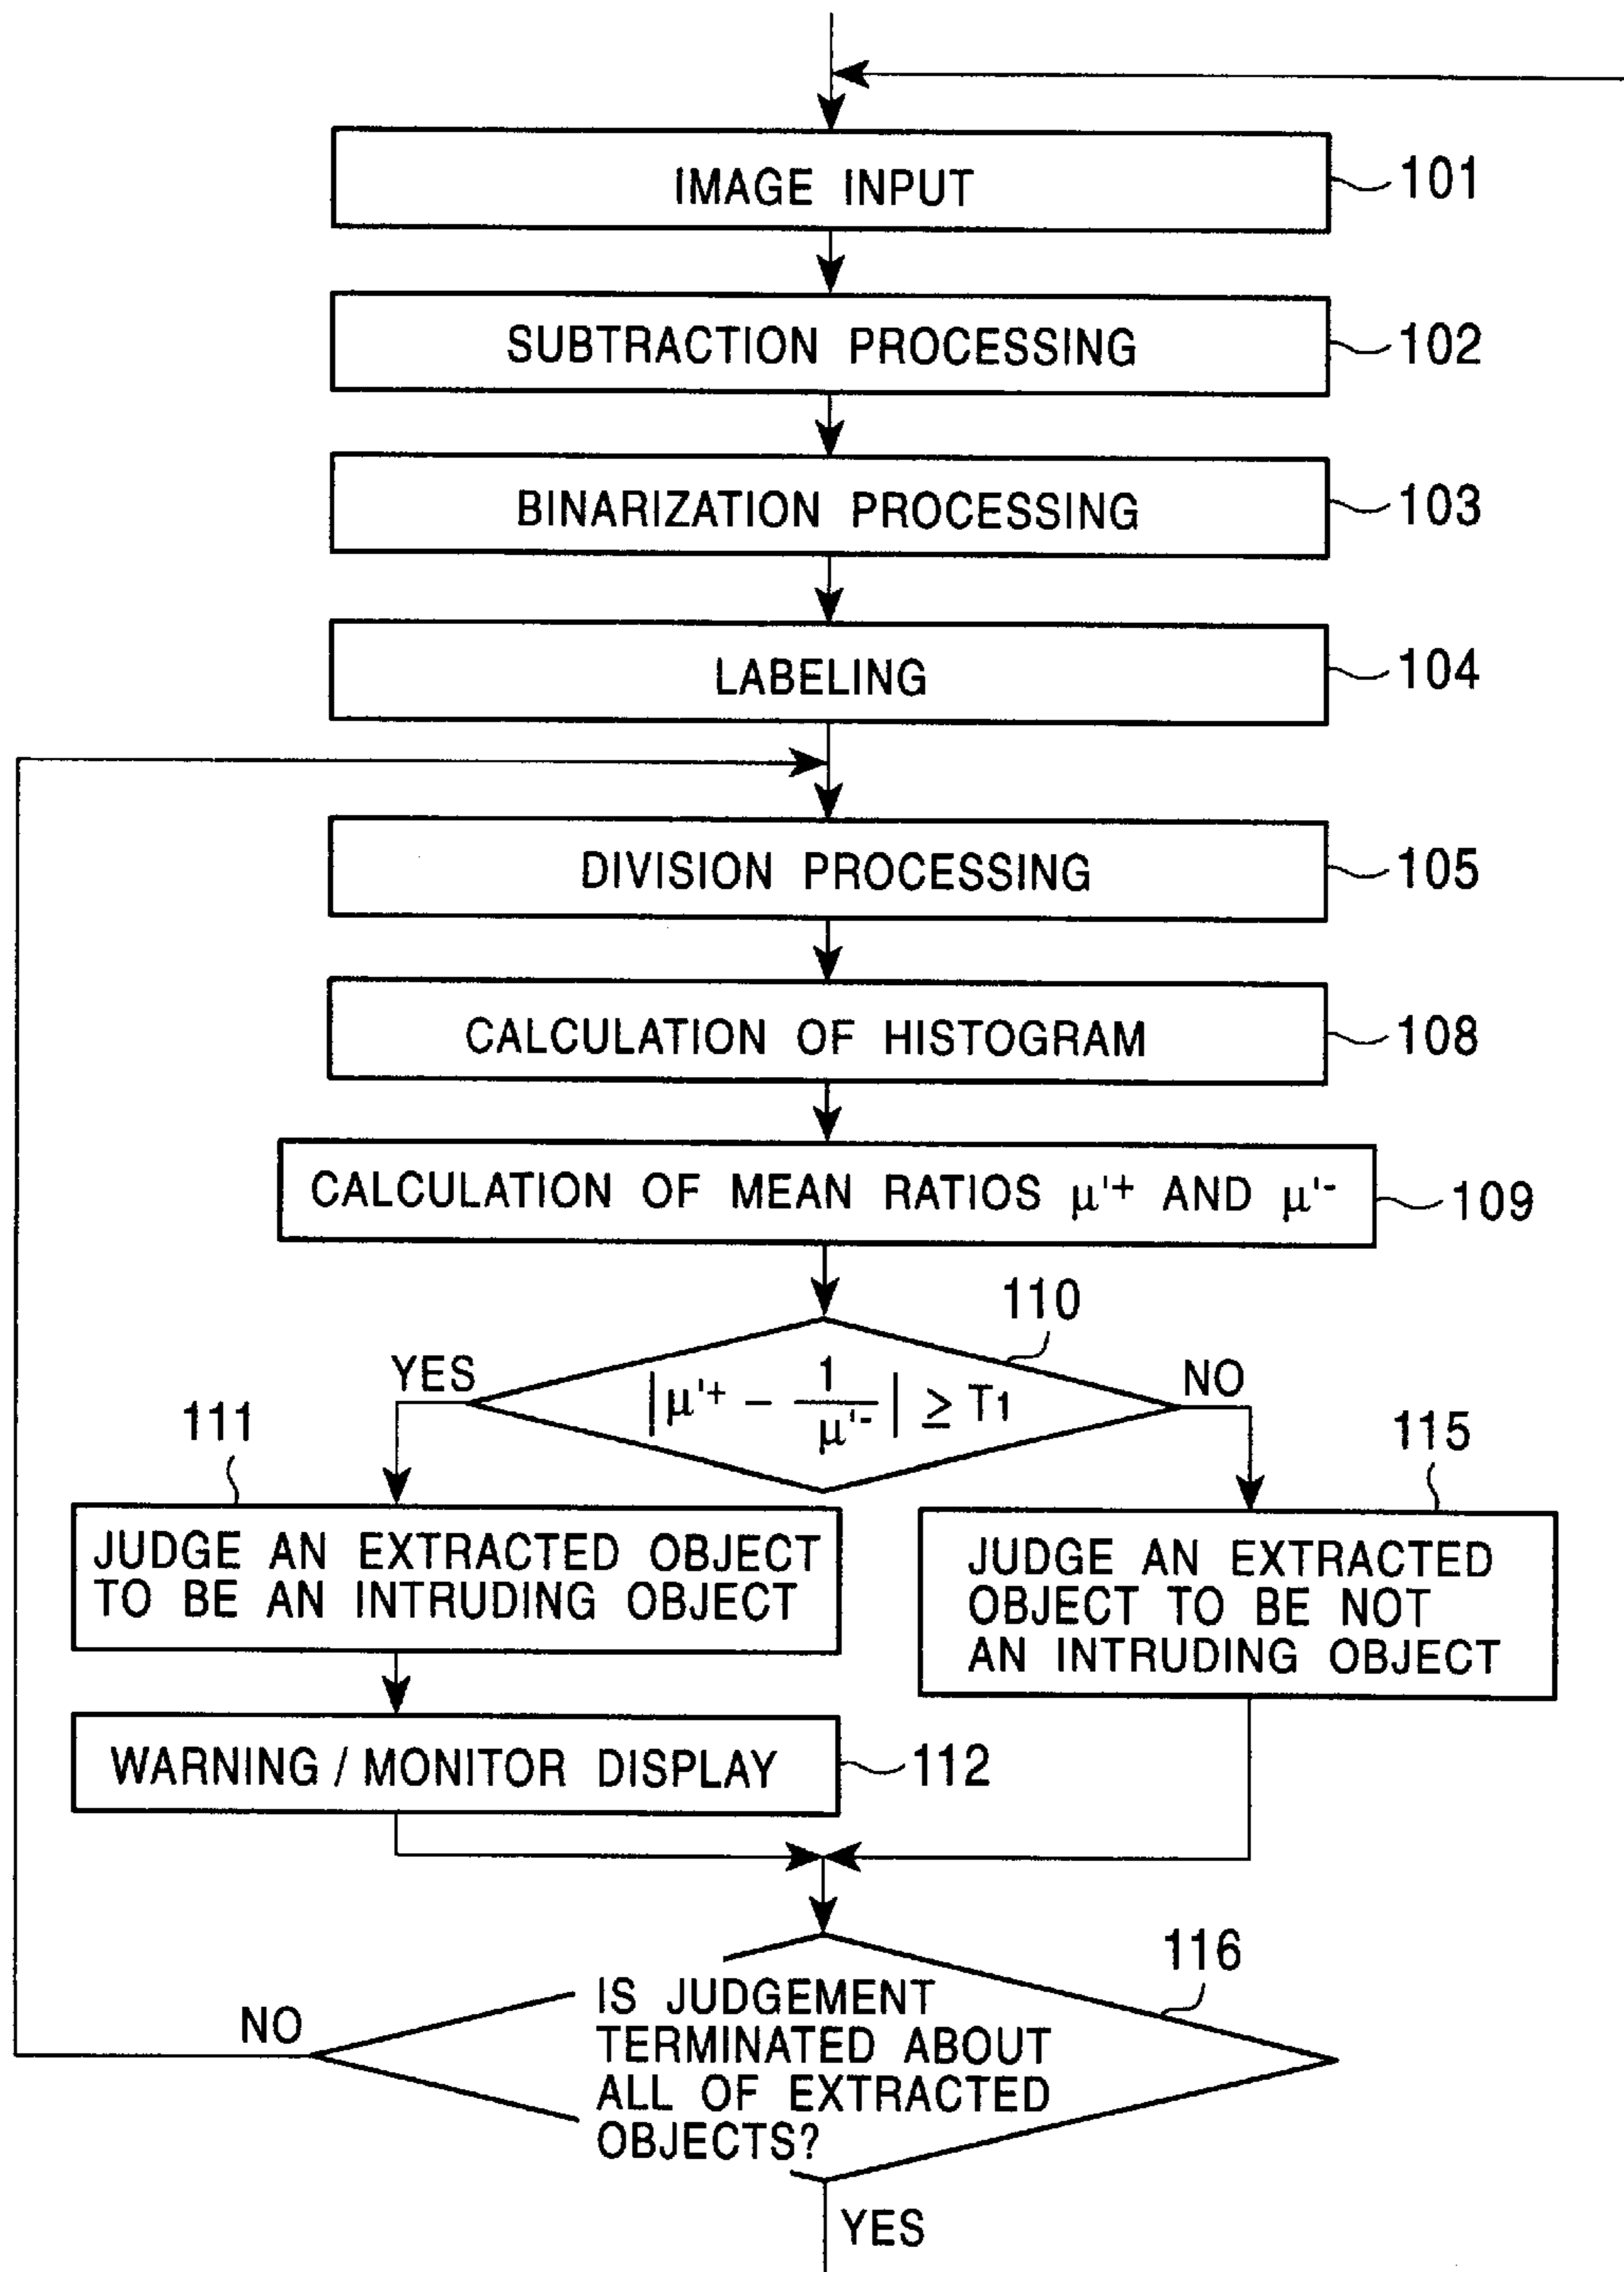 IMAGE INPUT
101
SUBTRACTION PROCESSING
102
BINARIZATION PROCESSING
103
LABELING
104
DIVISION PROCESSING
105
CALCULATION OF HISTOGRAM
108
CALCULATION OF MEAN RATIOS μ'+ AND μ'-
109
110
YES
|μ'+ - 1/μ'-| ≥ T1
NO
111
115
JUDGE AN EXTRACTED OBJECT
TO BE AN INTRUDING OBJECT
JUDGE AN EXTRACTED
OBJECT TO BE NOT
AN INTRUDING OBJECT
WARNING / MONITOR DISPLAY
112
116
NO
IS JUDGEMENT
TERMINATED ABOUT
ALL OF EXTRACTED
OBJECTS?
YES